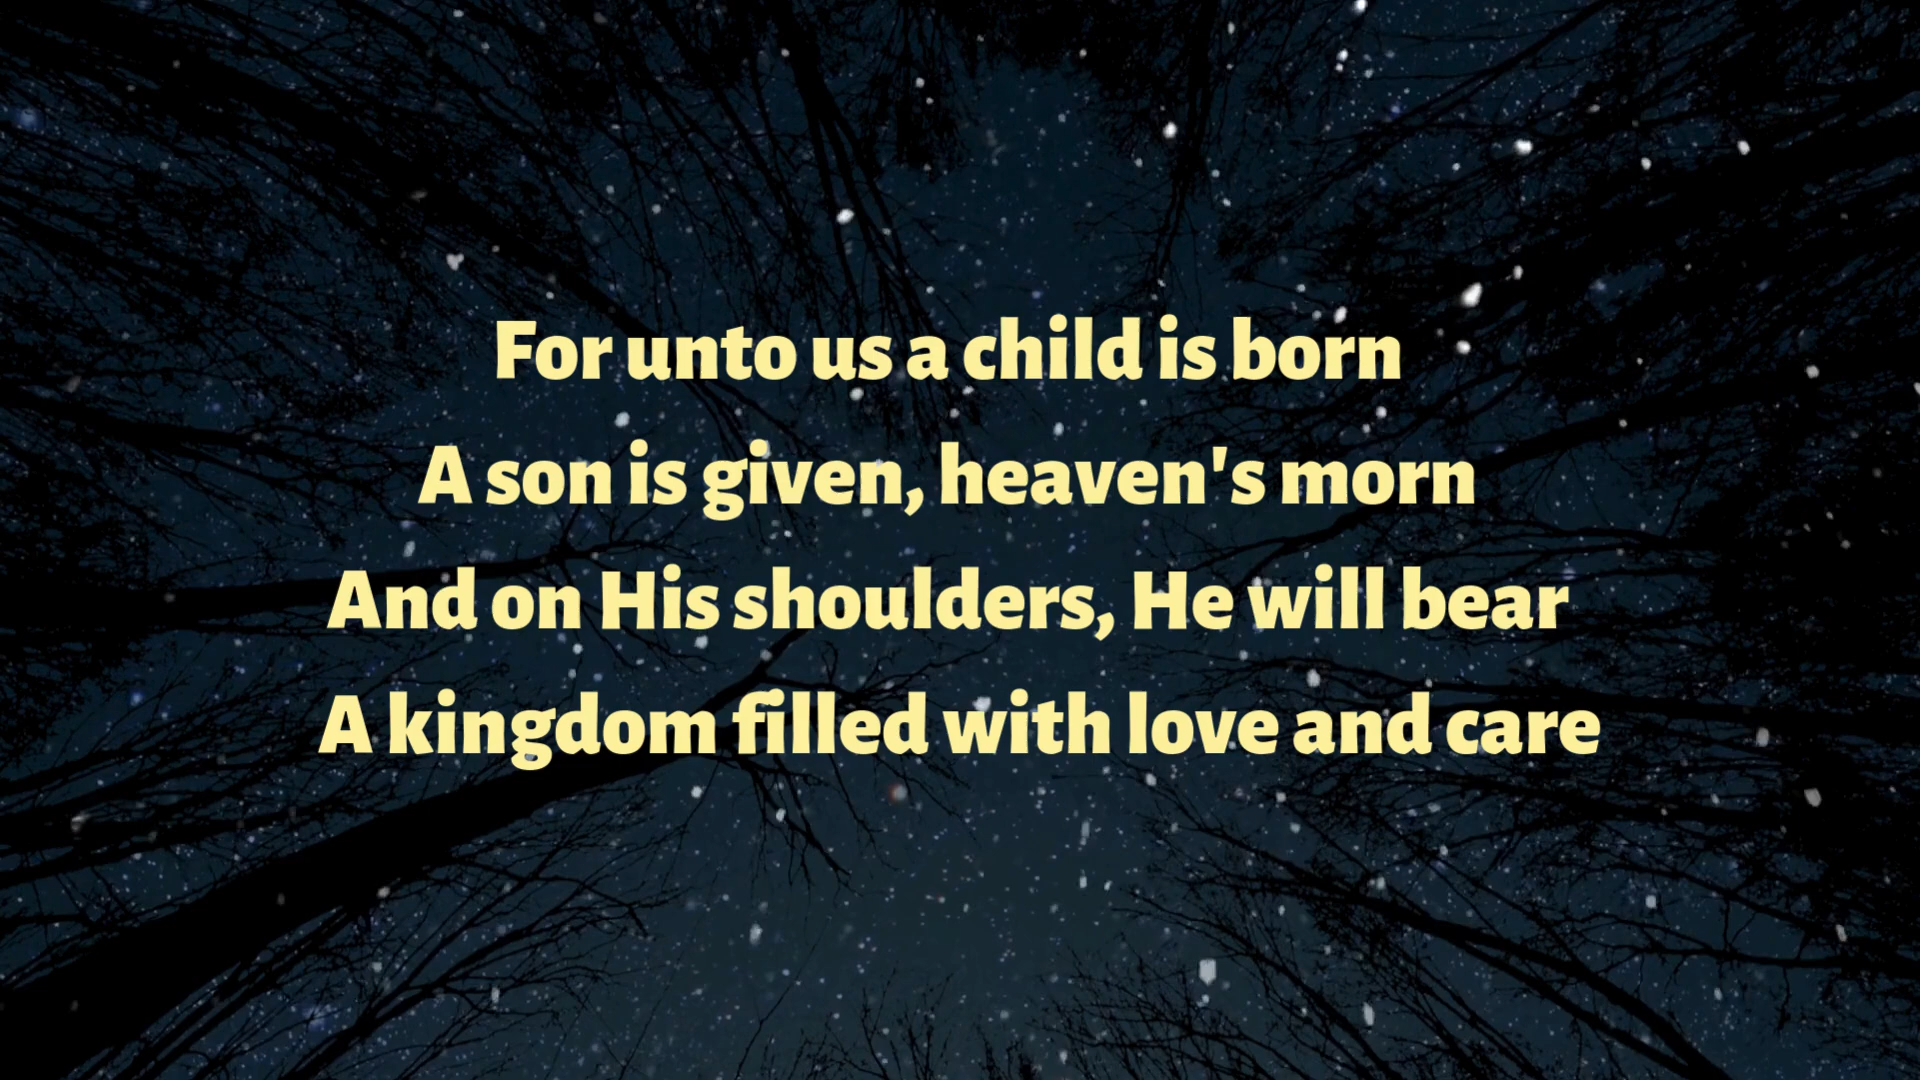 For unto us a child is born
A son is given, heaven's morn
And on His shoulders, He will bear
A kingdom filled with love and care